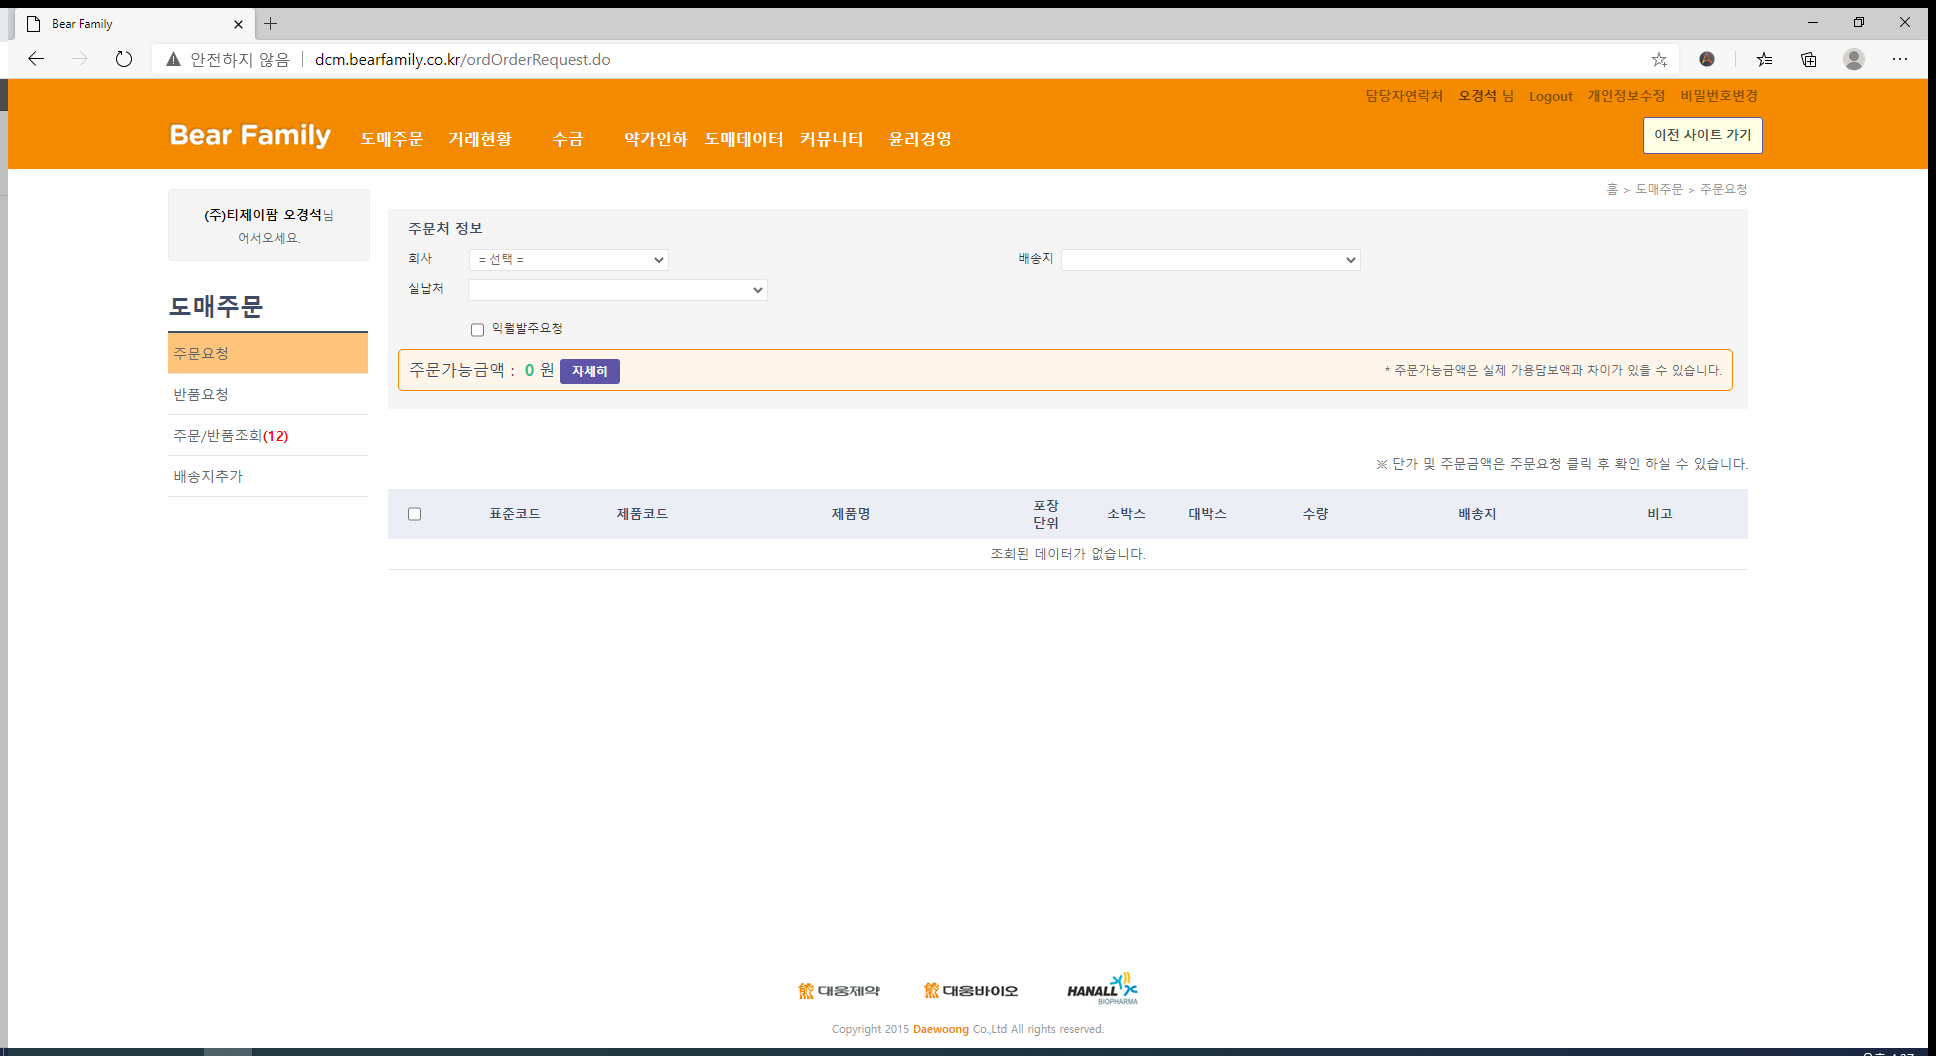 Bear Family
안전하지 않음 dcm.bearfamily.co.kr/ordOrderRequest.do
담당자연락처 오경석 님 Logout 개인정보수정 비밀번호변경
Bear Family 도매주문 거래현황 수금 약가인하 도매데이터 커뮤니티 윤리경영
이전 사이트 가기
홈 > 도매주문 > 주문요청
(주)티제이팜 오경석님
어서오세요.
도매주문
주문요청
반품요청
주문/반품조회(12)
배송지추가
주문처 정보
회사 = 선택 = 배송지
실납처
익월발주요청
주문가능금액 : 0 원 자세히 * 주문가능금액은 실제 가용담보액과 차이가 있을 수 있습니다.
※ 단가 및 주문금액은 주문요청 클릭 후 확인 하실 수 있습니다.
표준코드 제품코드 제품명 포장 단위 소박스 대박스 수량 배송지 비고
조회된 데이터가 없습니다.
대웅제약 대웅바이오 HANALL BIOPHARMA
Copyright 2015 Daewoong Co.,Ltd All rights reserved.